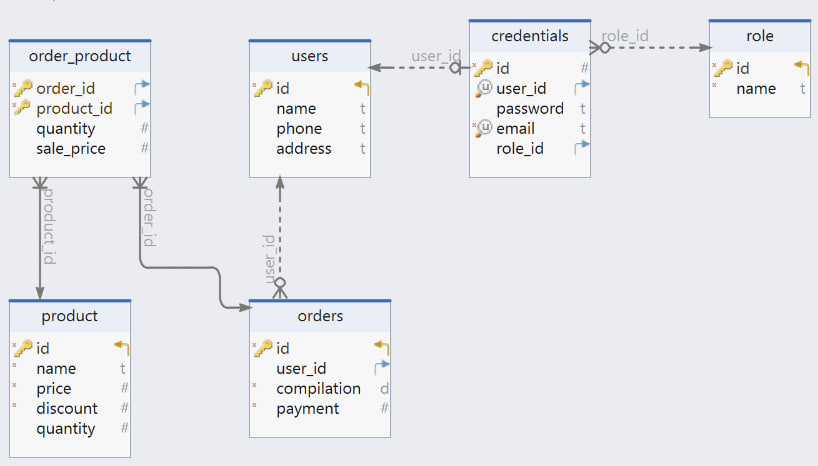 order_product
order_id
product_id #
quantity #
sale_price #
users
id
name t
phone t
address t
credentials
id #
user_id
password t
email t
role_id
role
id
name t
user_id
role_id
product_id
order_id
user_id
product
id
name t
price #
discount #
quantity #
orders
id
user_id
compilation d
payment #